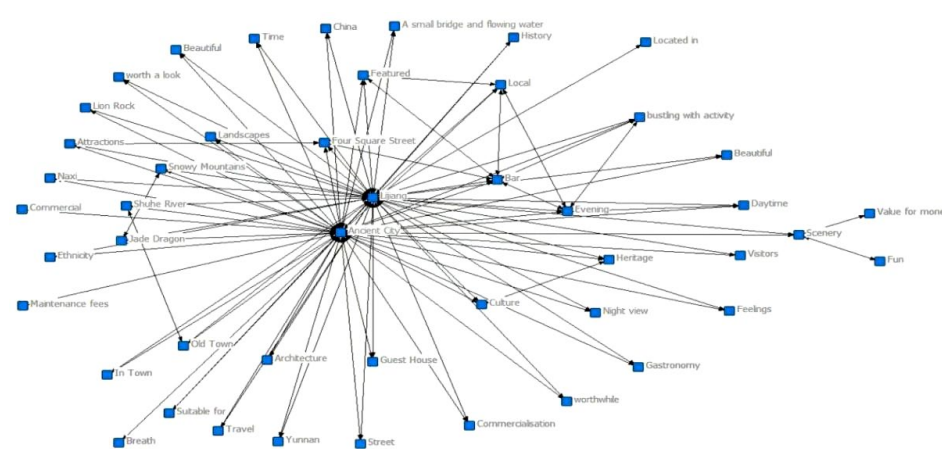 China
A small bridge and flowing water
Time
History
Located in
Beautiful
worth a look
Featured
Local
Lion Rock
bustling with activity
Landscapes
Four Square Street
Attractions
Beautiful
Snowy Mountains
Naxi
Bar
Lijiang
Commercial
Shuhe River
Evening
Daytime
Value for mone
Ancient City
Scenery
Jade Dragon
Ethnicity
Heritage
Visitors
Fun
Maintenance fees
Culture
Night view
Feelings
Old Town
Architecture
Guest House
Gastronomy
In Town
worthwhile
Suitable for
Travel
Commercialisation
Breath
Yunnan
Street